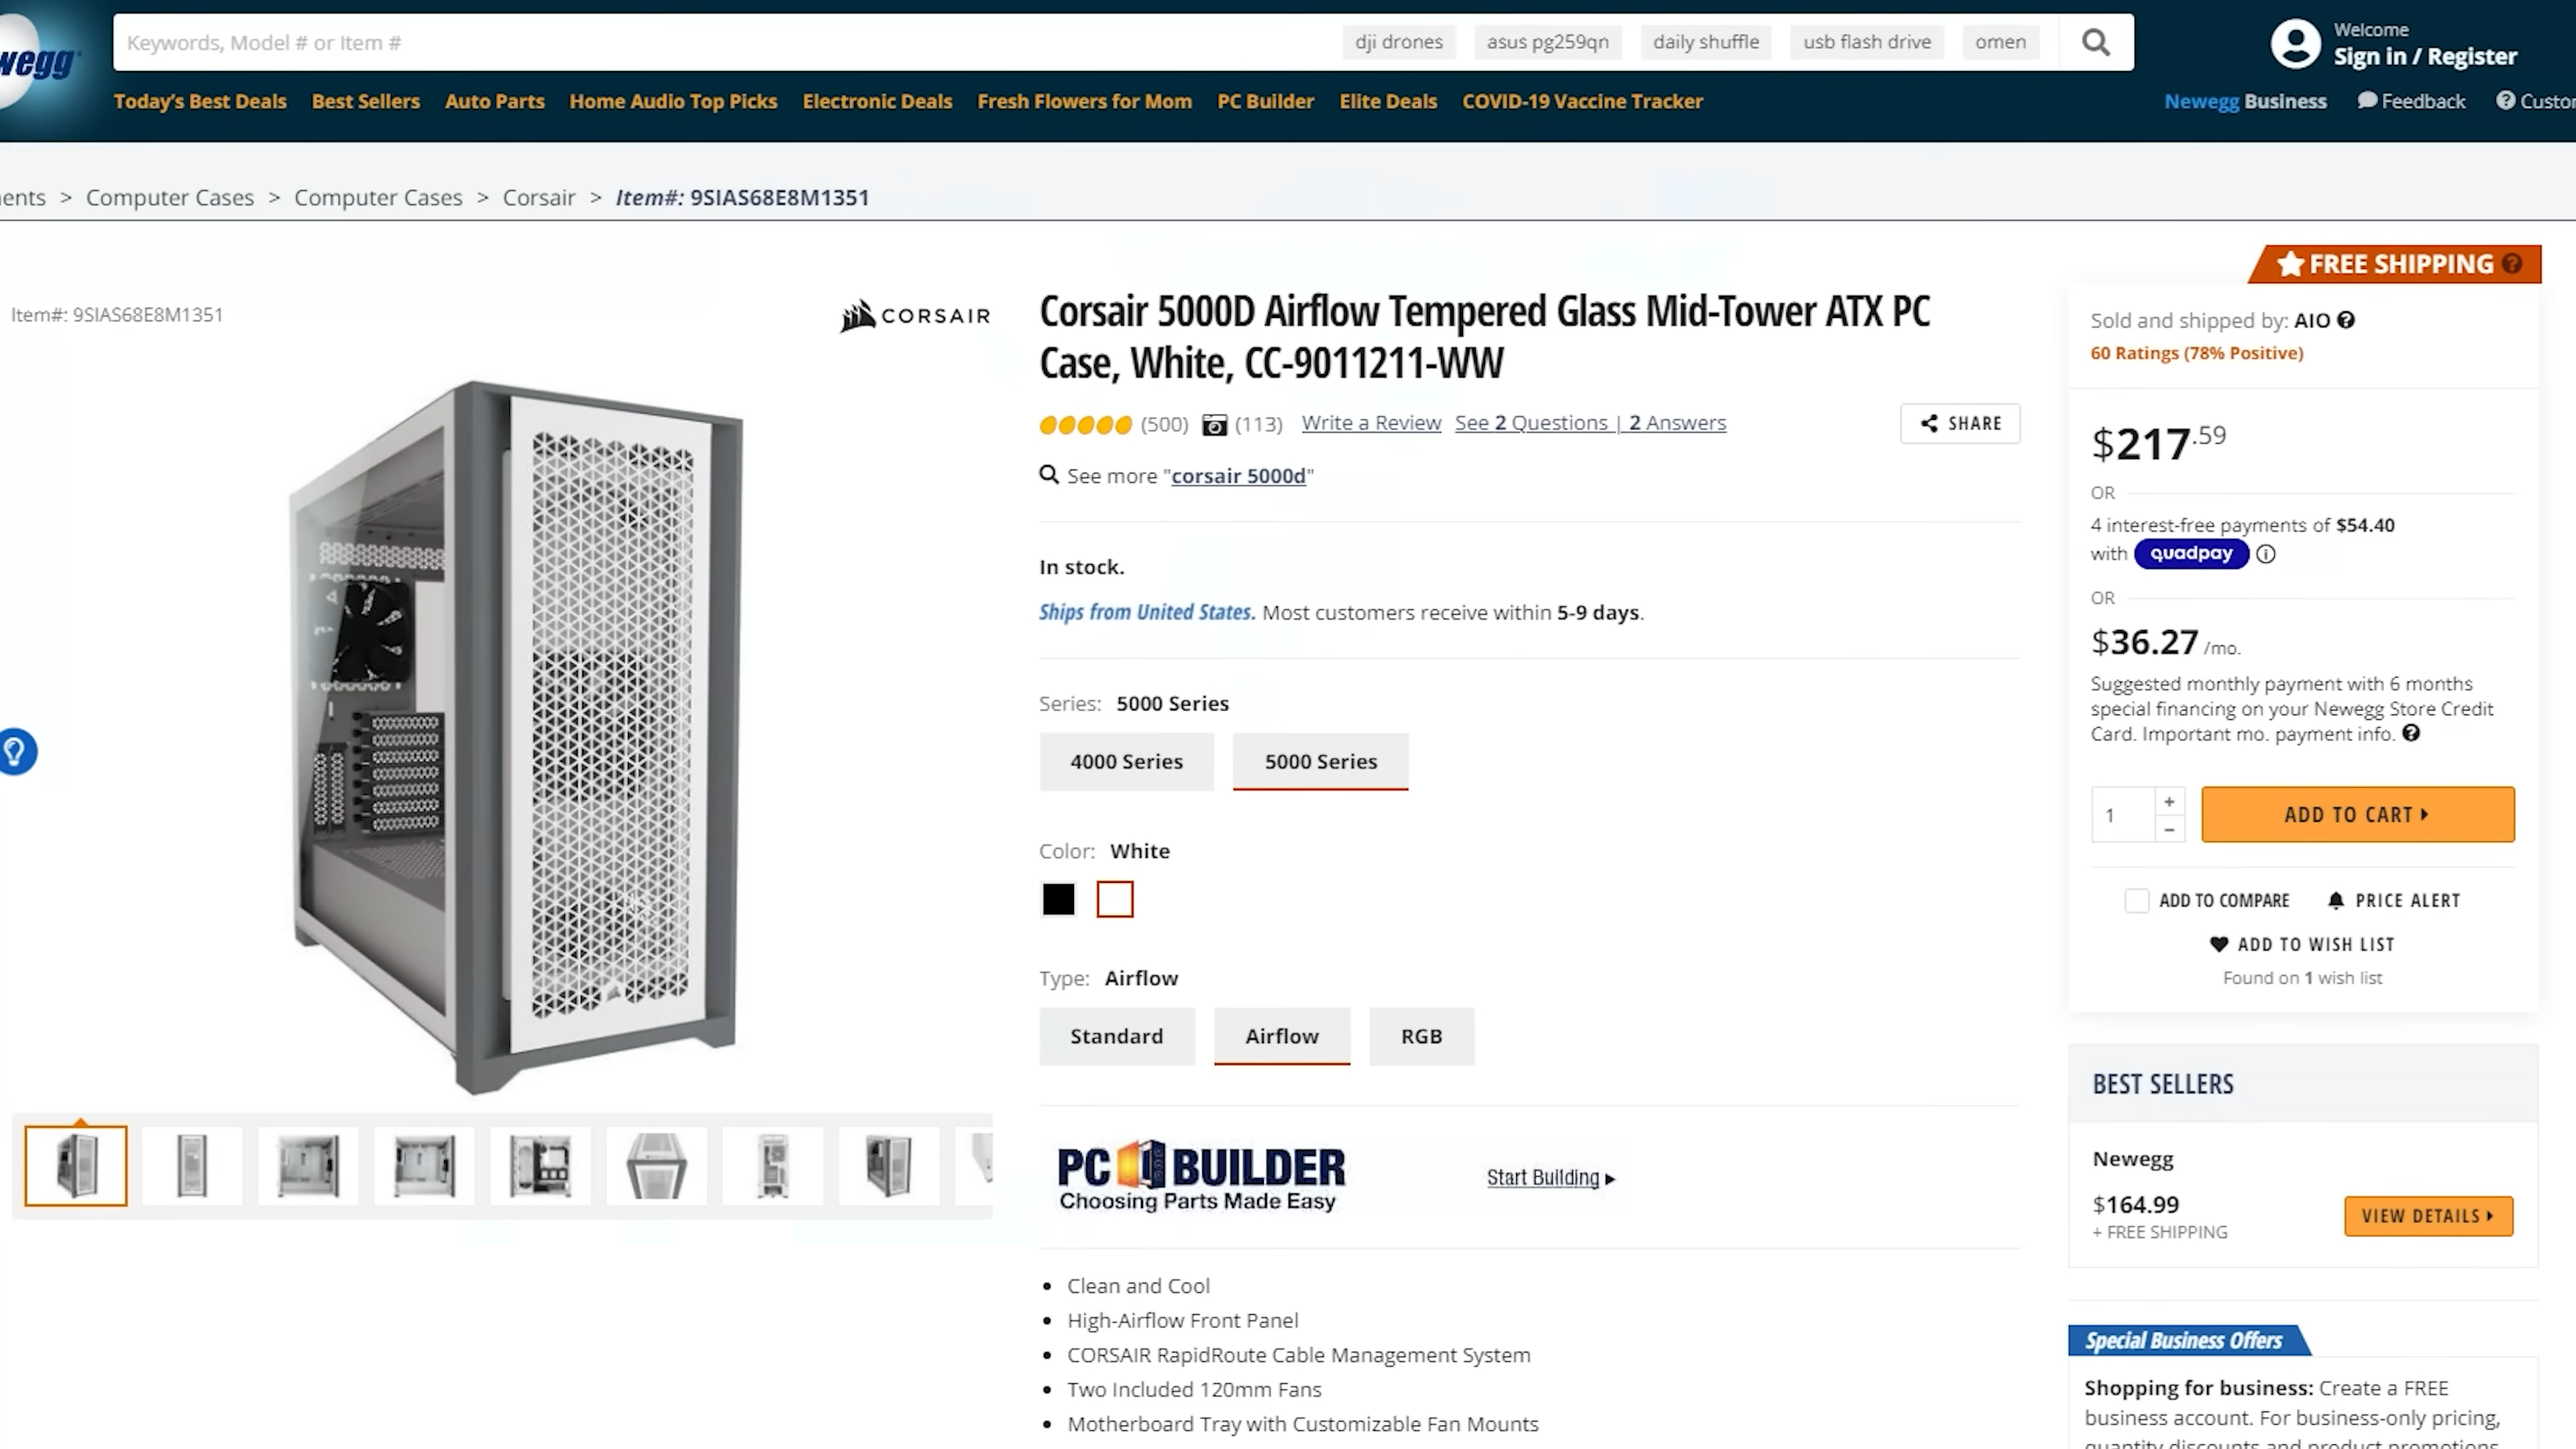 wegg
Keywords, Model # or Item #
dji drones
asus pg259qn
daily shuffle
usb flash drive
omen
Welcome
Sign in / Register
Today's Best Deals
Best Sellers
Auto Parts
Home Audio Top Picks
Electronic Deals
Fresh Flowers for Mom
PC Builder
Elite Deals
COVID-19 Vaccine Tracker
Newegg Business
Feedback
Custo
ents > Computer Cases > Computer Cases > Corsair > Item#: 9SIAS68E8M1351
FREE SHIPPING
Item#: 9SIAS68E8M1351
CORSAIR
Corsair 5000D Airflow Tempered Glass Mid-Tower ATX PC
Case, White, CC-9011211-WW
(500)
(113)
Write a Review
See 2 Questions | 2 Answers
SHARE
See more "corsair 5000d"
In stock.
Ships from United States. Most customers receive within 5-9 days.
Series: 5000 Series
4000 Series
5000 Series
Color: White
Type: Airflow
Standard
Airflow
RGB
PC BUILDER
Choosing Parts Made Easy
Start Building
• Clean and Cool
• High-Airflow Front Panel
• CORSAIR RapidRoute Cable Management System
• Two Included 120mm Fans
• Motherboard Tray with Customizable Fan Mounts
Sold and shipped by: AIO
60 Ratings (78% Positive)
$217.59
OR
4 interest-free payments of $54.40
with quadpay
OR
$36.27 /mo.
Suggested monthly payment with 6 months
special financing on your Newegg Store Credit
Card. Important mo. payment info.
1
+
−
ADD TO CART
ADD TO COMPARE
PRICE ALERT
ADD TO WISH LIST
Found on 1 wish list
BEST SELLERS
Newegg
$164.99
+ FREE SHIPPING
VIEW DETAILS
Special Business Offers
Shopping for business: Create a FREE
business account. For business-only pricing,
quantity discounts and product promotions